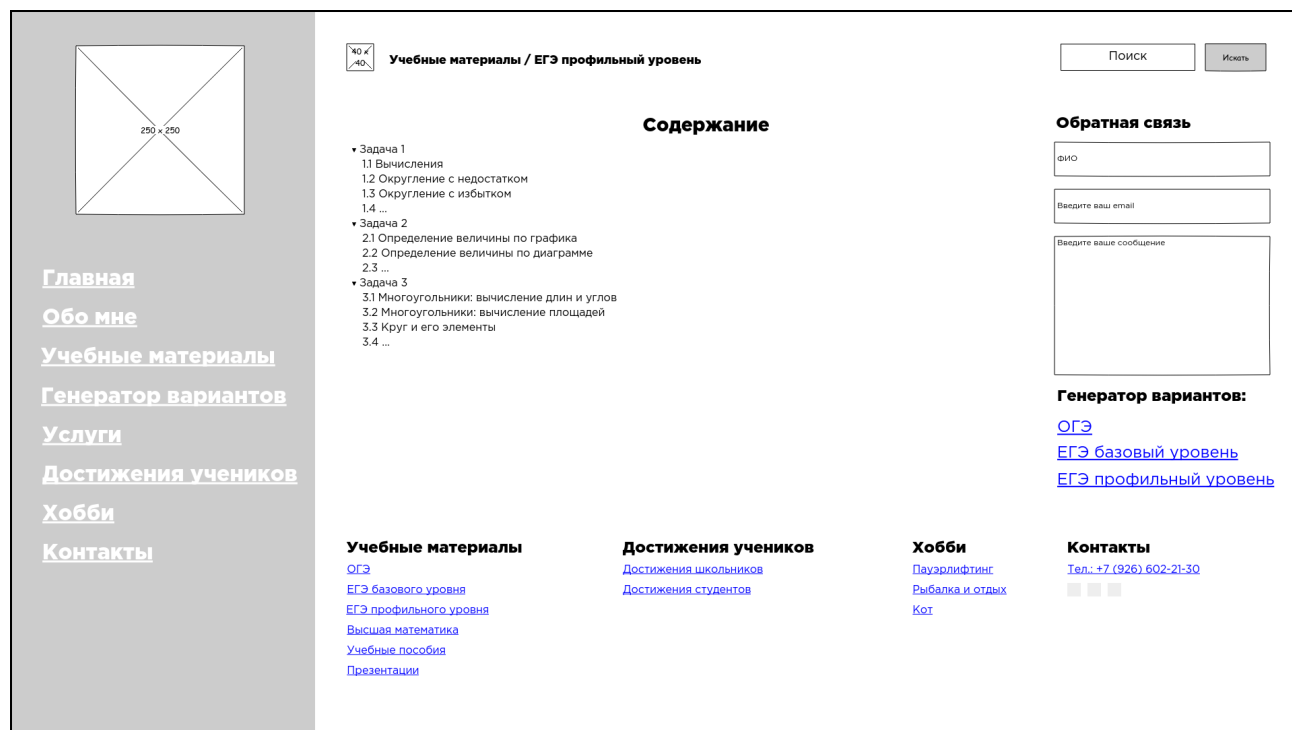 250 x 250
Главная
Обо мне
Учебные материалы
Генератор вариантов
Услуги
Достижения учеников
Хобби
Контакты
40 x
40
Учебные материалы / ЕГЭ профильный уровень
Поиск
Искать
Содержание
▾ Задача 1
1.1 Вычисления
1.2 Округление с недостатком
1.3 Округление с избытком
1.4 ...
▾ Задача 2
2.1 Определение величины по графика
2.2 Определение величины по диаграмме
2.3 ...
▾ Задача 3
3.1 Многоугольники: вычисление длин и углов
3.2 Многоугольники: вычисление площадей
3.3 Круг и его элементы
3.4 ...
Обратная связь
ФИО
Введите ваш email
Введите ваше сообщение
Генератор вариантов:
ОГЭ
ЕГЭ базовый уровень
ЕГЭ профильный уровень
Учебные материалы
ОГЭ
ЕГЭ базового уровня
ЕГЭ профильного уровня
Высшая математика
Учебные пособия
Презентации
Достижения учеников
Достижения школьников
Достижения студентов
Хобби
Пауэрлифтинг
Рыбалка и отдых
Кот
Контакты
Тел.: +7 (926) 602-21-30